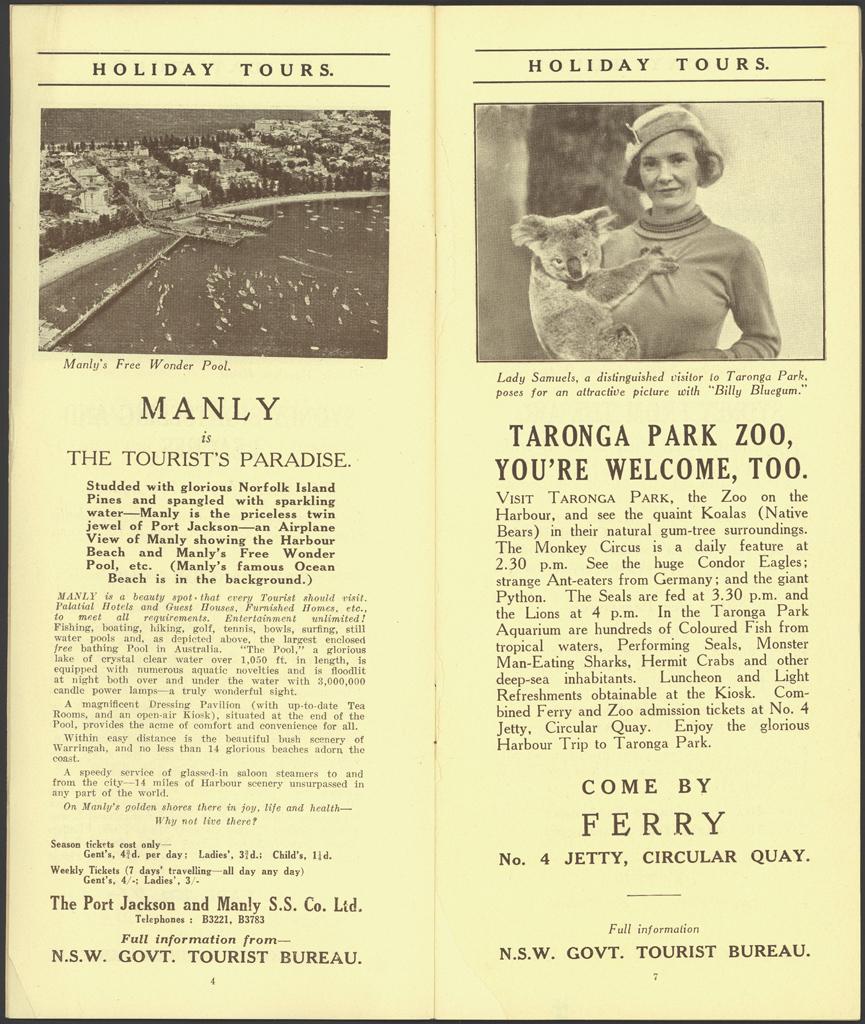 HOLIDAY TOURS.
Manly's Free Wonder Pool.
MANLY
is
THE TOURIST'S PARADISE.
Studded with glorious Norfolk Island
Pines and spangled with sparkling
water—Manly is the priceless twin
jewel of Port Jackson—an Airplane
View of Manly showing the Harbour
Beach and Manly's Free Wonder
Pool, etc. (Manly's famous Ocean
Beach is in the background.)
MANLY is a beauty spot that every Tourist should visit.
Palatial Hotels and Guest Houses, Furnished Homes, etc.,
to meet all requirements. Entertainment unlimited!
Fishing, boating, hiking, golf, tennis, bowls, surfing, still
water pools and, as depicted above, the largest enclosed
free bathing Pool in Australia. "The Pool," a glorious
lake of crystal clear water over 1,050 ft. in length, is
equipped with numerous aquatic novelties and is floodlit
at night both over and under the water with 3,000,000
candle power lamps—a truly wonderful sight.
A magnificent Dressing Pavilion (with up-to-date Tea
Rooms, and an open-air Kiosk), situated at the end of the
Pool, provides the acme of comfort and convenience for all.
Within easy distance is the beautiful bush scenery of
Warringah, and no less than 14 glorious beaches adorn the
coast.
A speedy service of glassed-in saloon steamers to and
from the city—14 miles of Harbour scenery unsurpassed in
any part of the world.
On Manly's golden shores there in joy, life and health—
Why not live there?
Season tickets cost only—
Gent's, 4¾d. per day; Ladies', 3¾d.; Child's, 1¼d.
Weekly Tickets (7 days' travelling—all day any day)
Gent's, 4/-; Ladies', 3/-
The Port Jackson and Manly S.S. Co. Ltd.
Telephones : B3221, B3783
Full information from—
N.S.W. GOVT. TOURIST BUREAU.
4
HOLIDAY TOURS.
Lady Samuels, a distinguished visitor to Taronga Park,
poses for an attractive picture with "Billy Bluegum."
TARONGA PARK ZOO,
YOU'RE WELCOME, TOO.
VISIT TARONGA PARK, the Zoo on the
Harbour, and see the quaint Koalas (Native
Bears) in their natural gum-tree surroundings.
The Monkey Circus is a daily feature at
2.30 p.m. See the huge Condor Eagles;
strange Ant-eaters from Germany; and the giant
Python. The Seals are fed at 3.30 p.m. and
the Lions at 4 p.m. In the Taronga Park
Aquarium are hundreds of Coloured Fish from
tropical waters, Performing Seals, Monster
Man-Eating Sharks, Hermit Crabs and other
deep-sea inhabitants. Luncheon and Light
Refreshments obtainable at the Kiosk. Com-
bined Ferry and Zoo admission tickets at No. 4
Jetty, Circular Quay. Enjoy the glorious
Harbour Trip to Taronga Park.
COME BY
FERRY
No. 4 JETTY, CIRCULAR QUAY.
Full information
N.S.W. GOVT. TOURIST BUREAU.
7